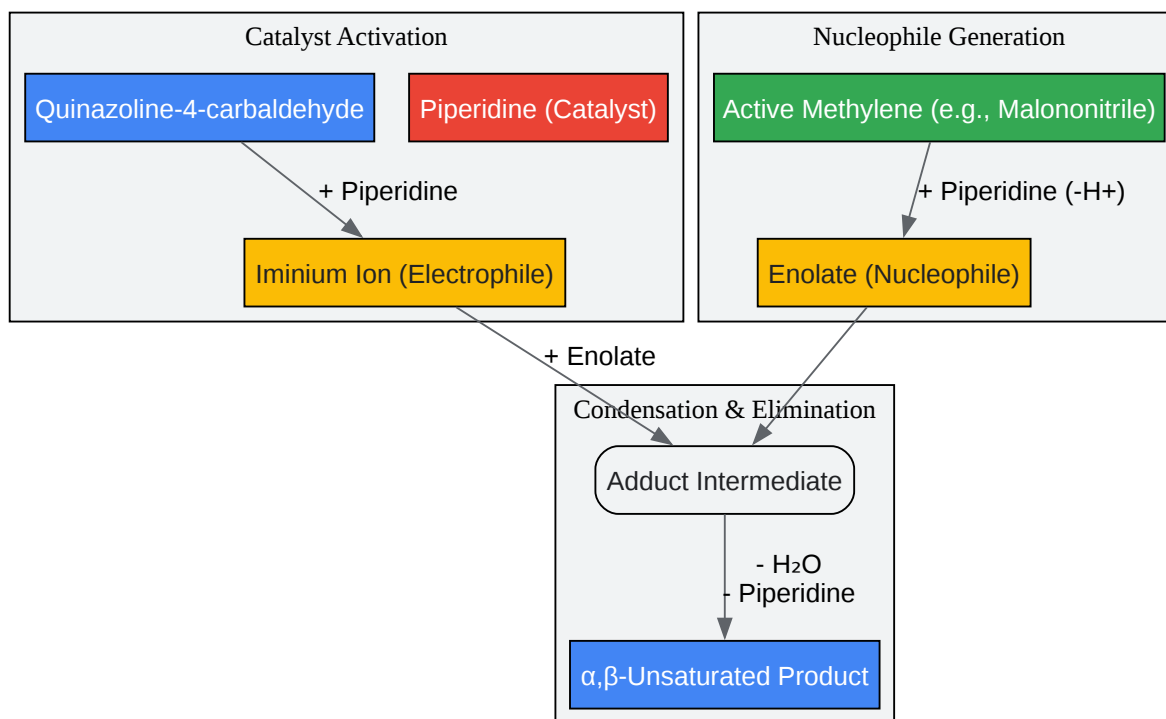 Catalyst Activation
Nucleophile Generation
Quinazoline-4-carbaldehyde
Piperidine (Catalyst)
Active Methylene (e.g., Malononitrile)
+ Piperidine
+ Piperidine (-H+)
Iminium Ion (Electrophile)
Enolate (Nucleophile)
+ Enolate
Condensation & Elimination
Adduct Intermediate
- H₂O
- Piperidine
α,β-Unsaturated Product